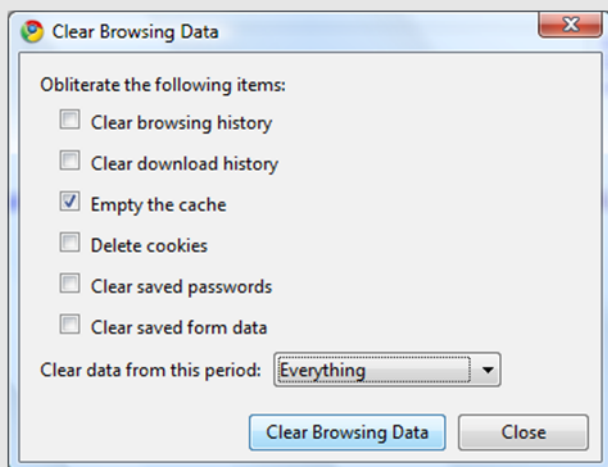 Clear Browsing Data
Obliterate the following items:
Clear browsing history
Clear download history
Empty the cache
Delete cookies
Clear saved passwords
Clear saved form data
Clear data from this period: Everything
Clear Browsing Data Close